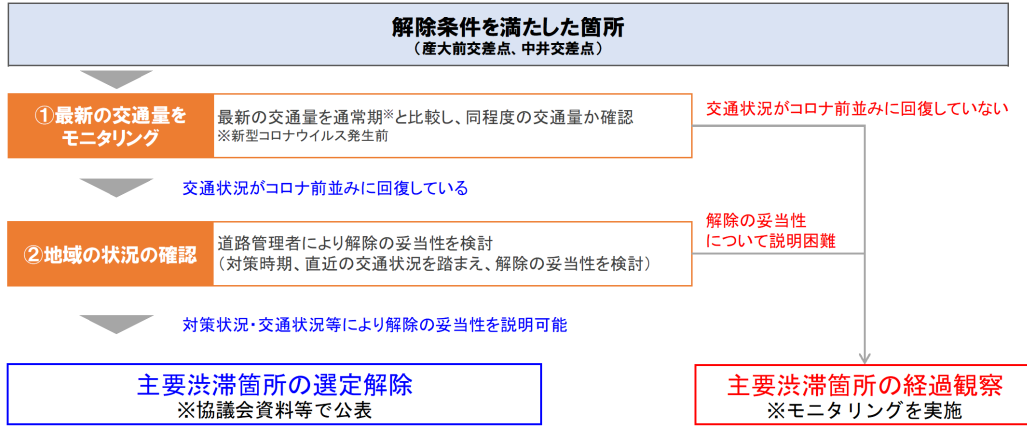 解除条件を満たした箇所
（産大前交差点、中井交差点）
①最新の交通量を
モニタリング
最新の交通量を通常期※と比較し、同程度の交通量か確認
※新型コロナウイルス発生前
交通状況がコロナ前並みに回復していない
交通状況がコロナ前並みに回復している
②地域の状況の確認
道路管理者により解除の妥当性を検討
（対策時期、直近の交通状況を踏まえ、解除の妥当性を検討）
解除の妥当性
について説明困難
対策状況・交通状況等により解除の妥当性を説明可能
主要渋滞箇所の選定解除
※協議会資料等で公表
主要渋滞箇所の経過観察
※モニタリングを実施